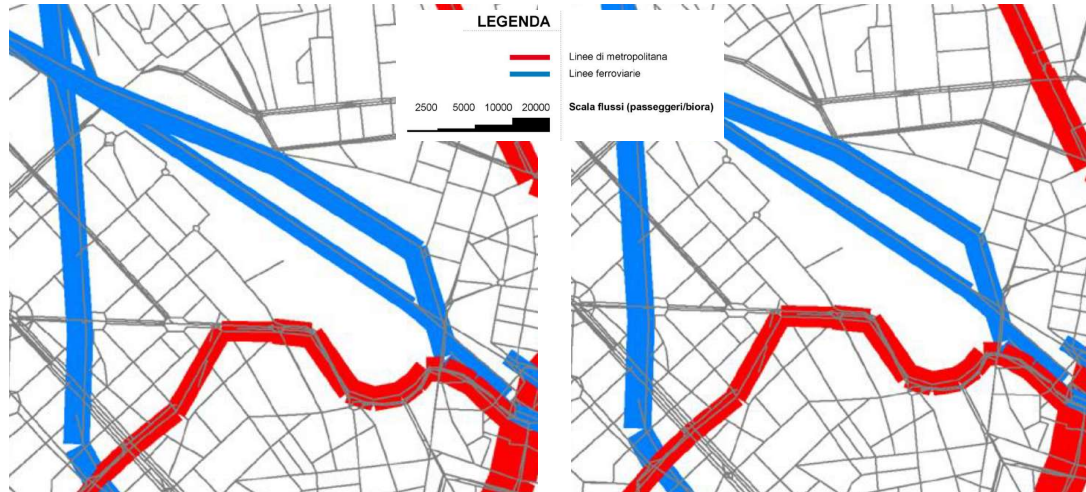 LEGENDA
Linee di metropolitana
Linee ferroviarie
2500 5000 10000 20000 Scala flussi (passeggeri/biora)